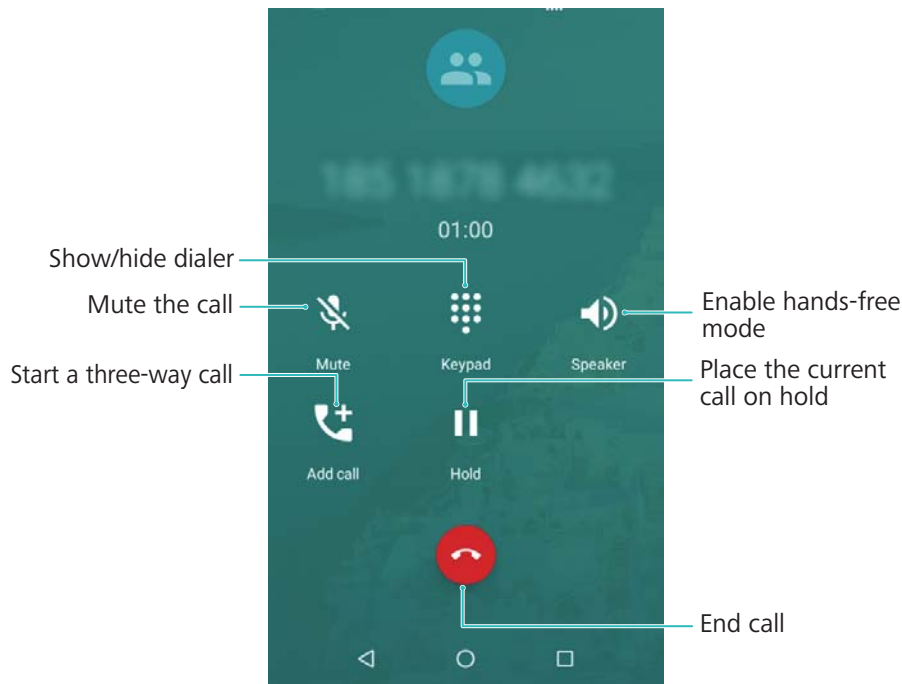 01:00
Show/hide dialer
Mute the call
Enable hands-free
mode
Mute
Keypad
Speaker
Start a three-way call
Place the current
call on hold
Add call
Hold
End call